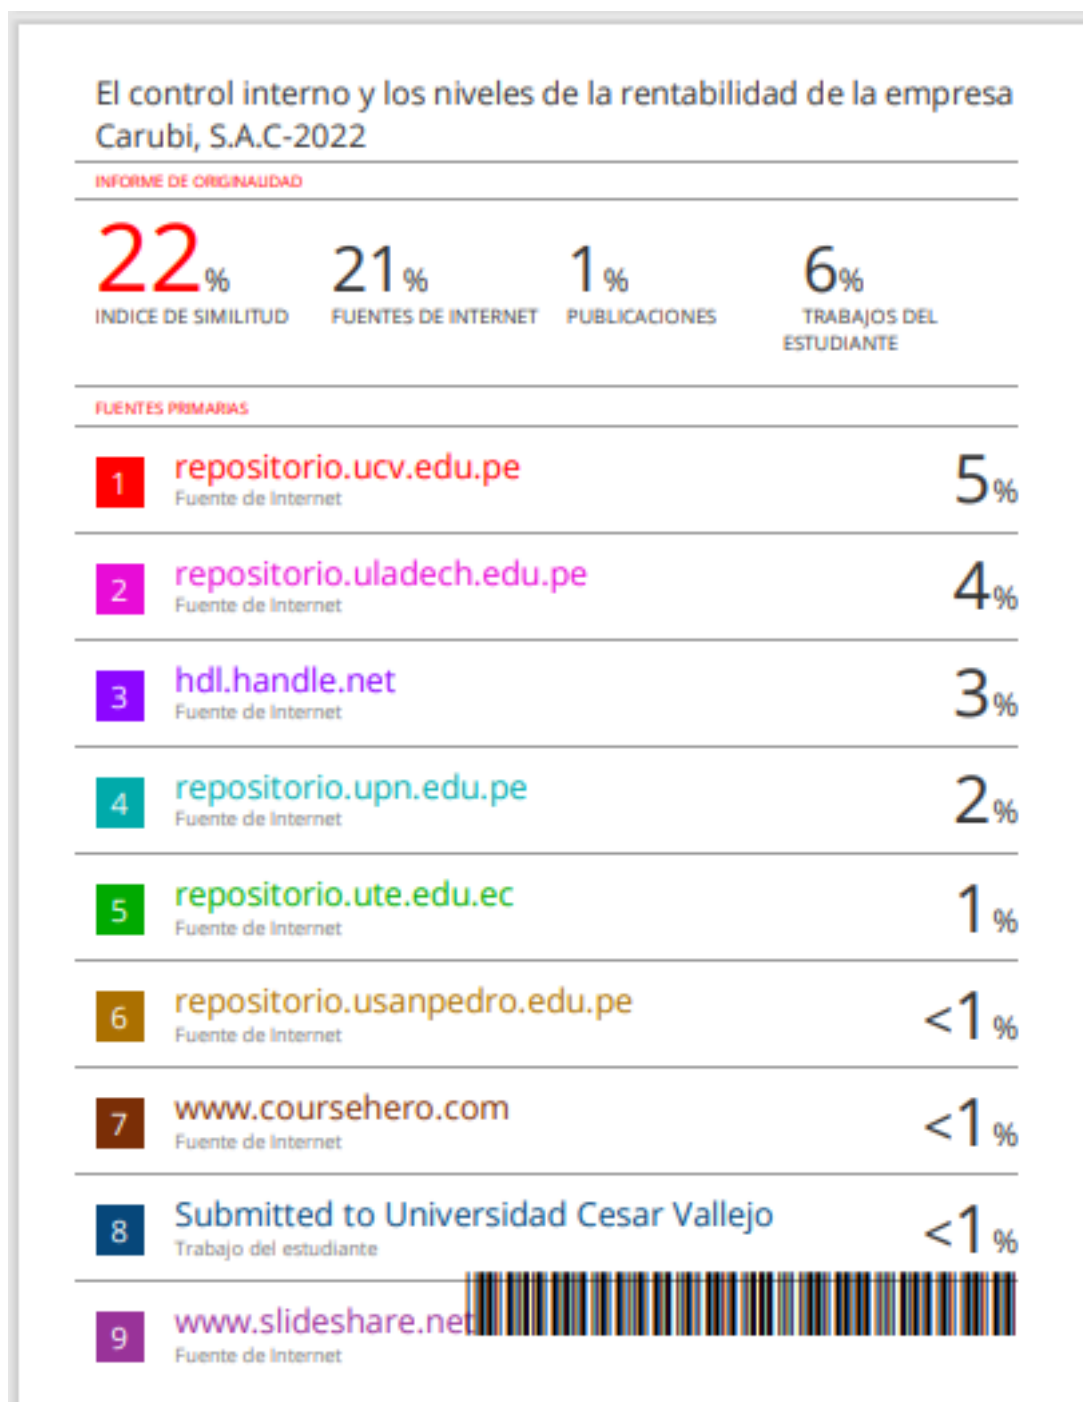 El control interno y los niveles de la rentabilidad de la empresa
Carubi, S.A.C-2022
INFORME DE ORIGINALIDAD
22% 21% 1% 6%
INDICE DE SIMILITUD FUENTES DE INTERNET PUBLICACIONES TRABAJOS DEL
ESTUDIANTE
FUENTES PRIMARIAS
1 repositorio.ucv.edu.pe 5%
Fuente de Internet
2 repositorio.uladech.edu.pe 4%
Fuente de Internet
3 hdl.handle.net 3%
Fuente de Internet
4 repositorio.upn.edu.pe 2%
Fuente de Internet
5 repositorio.ute.edu.ec 1%
Fuente de Internet
6 repositorio.usanpedro.edu.pe <1%
Fuente de Internet
7 www.coursehero.com <1%
Fuente de Internet
8 Submitted to Universidad Cesar Vallejo <1%
Trabajo del estudiante
9 www.slideshare.net
Fuente de Internet